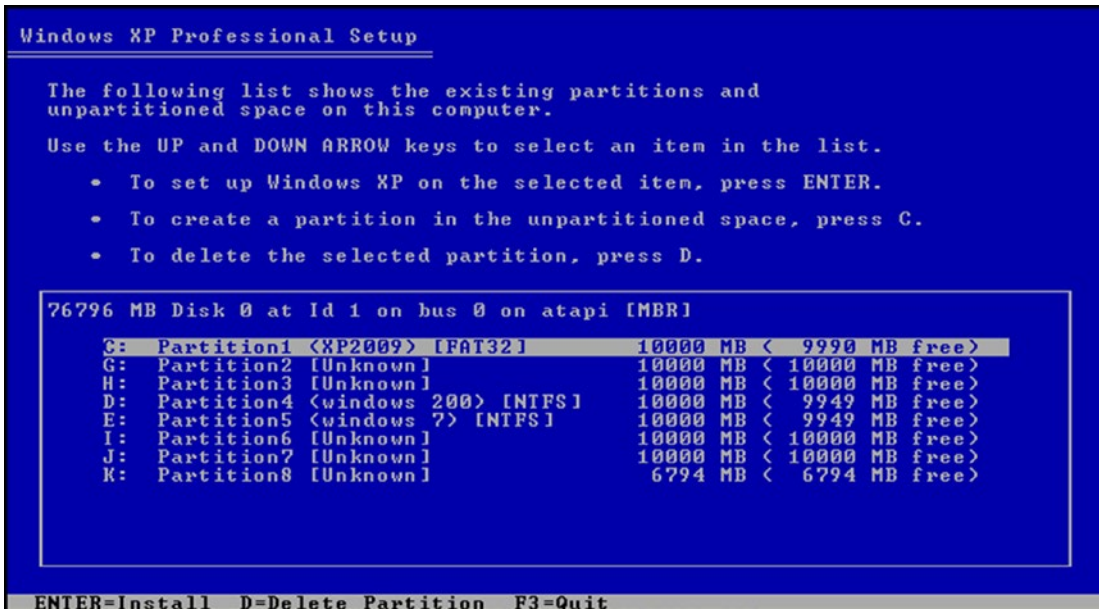 Windows XP Professional Setup
The following list shows the existing partitions and
unpartitioned space on this computer.
Use the UP and DOWN ARROW keys to select an item in the list.
• To set up Windows XP on the selected item, press ENTER.
• To create a partition in the unpartitioned space, press C.
• To delete the selected partition, press D.
76796 MB Disk 0 at Id 1 on bus 0 on atapi [MBR]
C: Partition1 (XP2009) [FAT32] 10000 MB ( 9990 MB free)
G: Partition2 [Unknown] 10000 MB ( 10000 MB free)
H: Partition3 [Unknown] 10000 MB ( 10000 MB free)
D: Partition4 (windows 200) [NTFS] 10000 MB ( 9949 MB free)
E: Partition5 (windows 7) [NTFS] 10000 MB ( 9949 MB free)
I: Partition6 [Unknown] 10000 MB ( 10000 MB free)
J: Partition7 [Unknown] 10000 MB ( 10000 MB free)
K: Partition8 [Unknown] 6794 MB ( 6794 MB free)
ENTER=Install D=Delete Partition F3=Quit